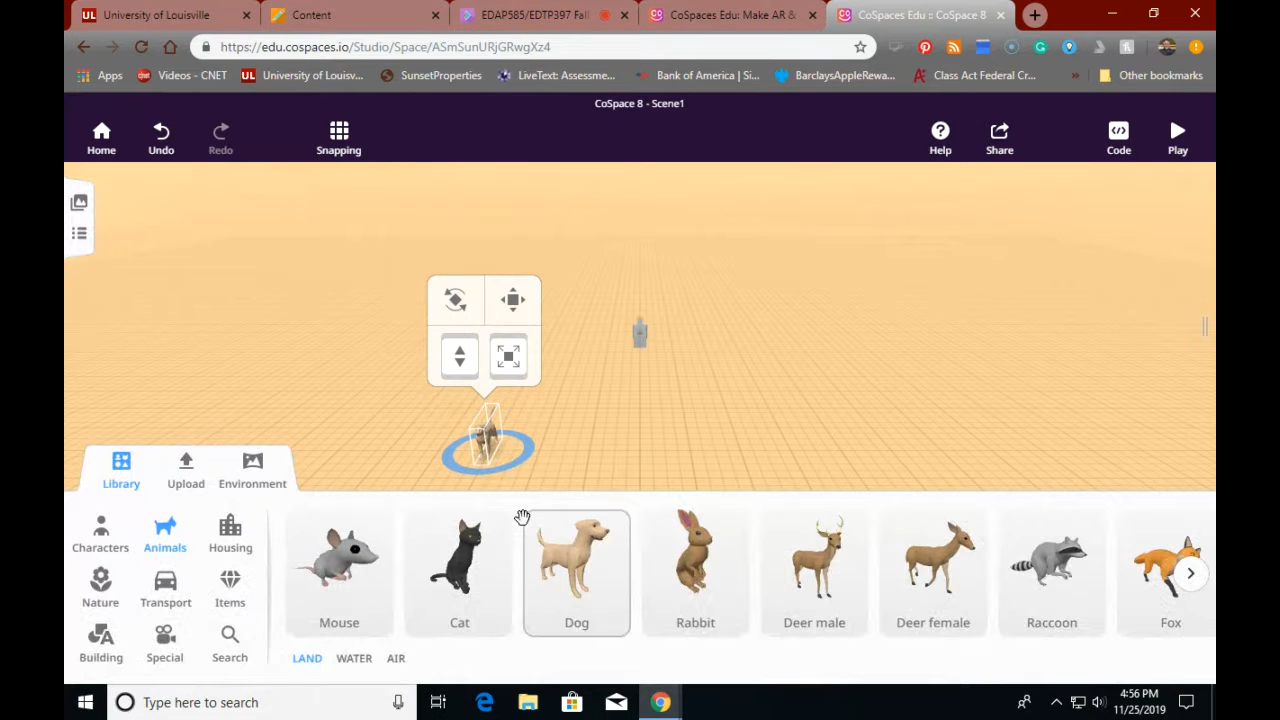 University of Louisville
Content
EDAP585/EDTP397 Fall
CoSpaces Edu: Make AR &
CoSpaces Edu :: CoSpace 8
https://edu.cospaces.io/Studio/Space/ASmSunURjGRwgXz4
Apps
Videos - CNET
University of Louisv...
SunsetProperties
LiveText: Assessme...
Bank of America | Si...
BarclaysAppleRewa...
Class Act Federal Cr...
»
Other bookmarks
CoSpace 8 - Scene1
Home
Undo
Redo
Snapping
Help
Share
Code
Play
Library
Upload
Environment
Characters
Animals
Housing
Nature
Transport
Items
Building
Special
Search
Mouse
Cat
Dog
Rabbit
Deer male
Deer female
Raccoon
Fox
LAND
WATER
AIR
Type here to search
4:56 PM
11/25/2019